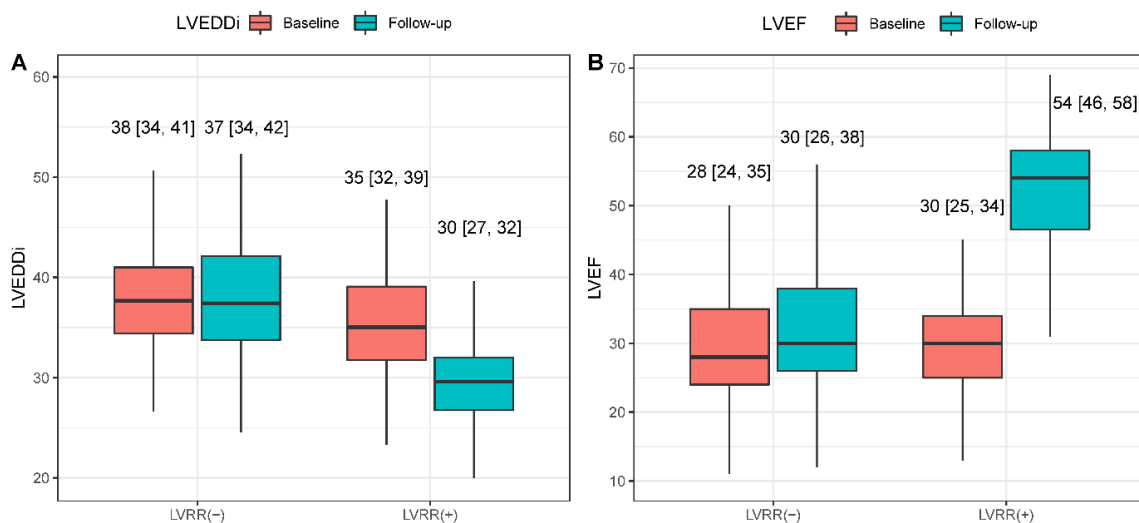 LVEDDi Baseline Follow-up
A
60
50
40
30
20
LVEDDi
38 [34, 41] 37 [34, 42]
35 [32, 39]
30 [27, 32]
LVRR(−) LVRR(+)
LVEF Baseline Follow-up
B
70
60
50
40
30
20
10
LVEF
54 [46, 58]
30 [26, 38]
28 [24, 35]
30 [25, 34]
LVRR(−) LVRR(+)